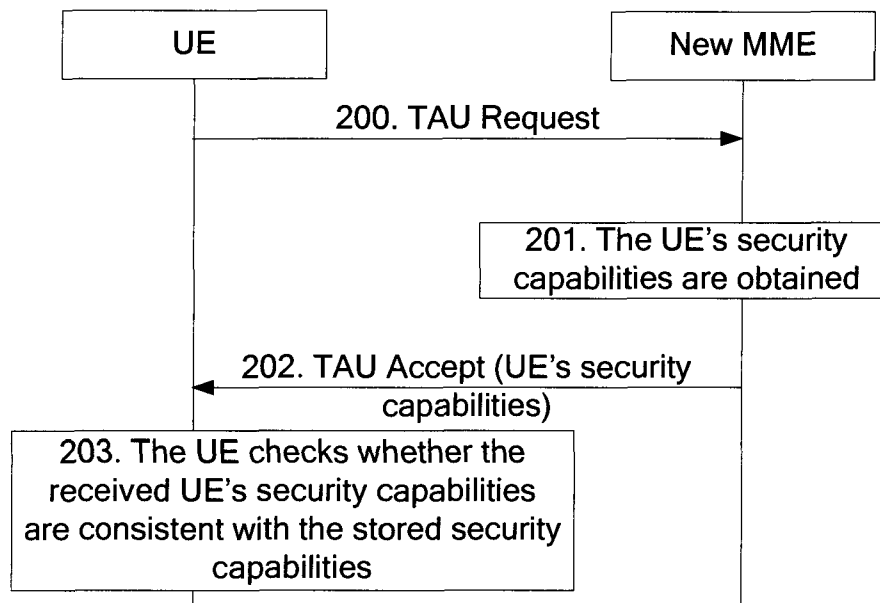 UE
New MME
200. TAU Request
201. The UE's security
capabilities are obtained
202. TAU Accept (UE's security
capabilities)
203. The UE checks whether the
received UE's security capabilities
are consistent with the stored security
capabilities